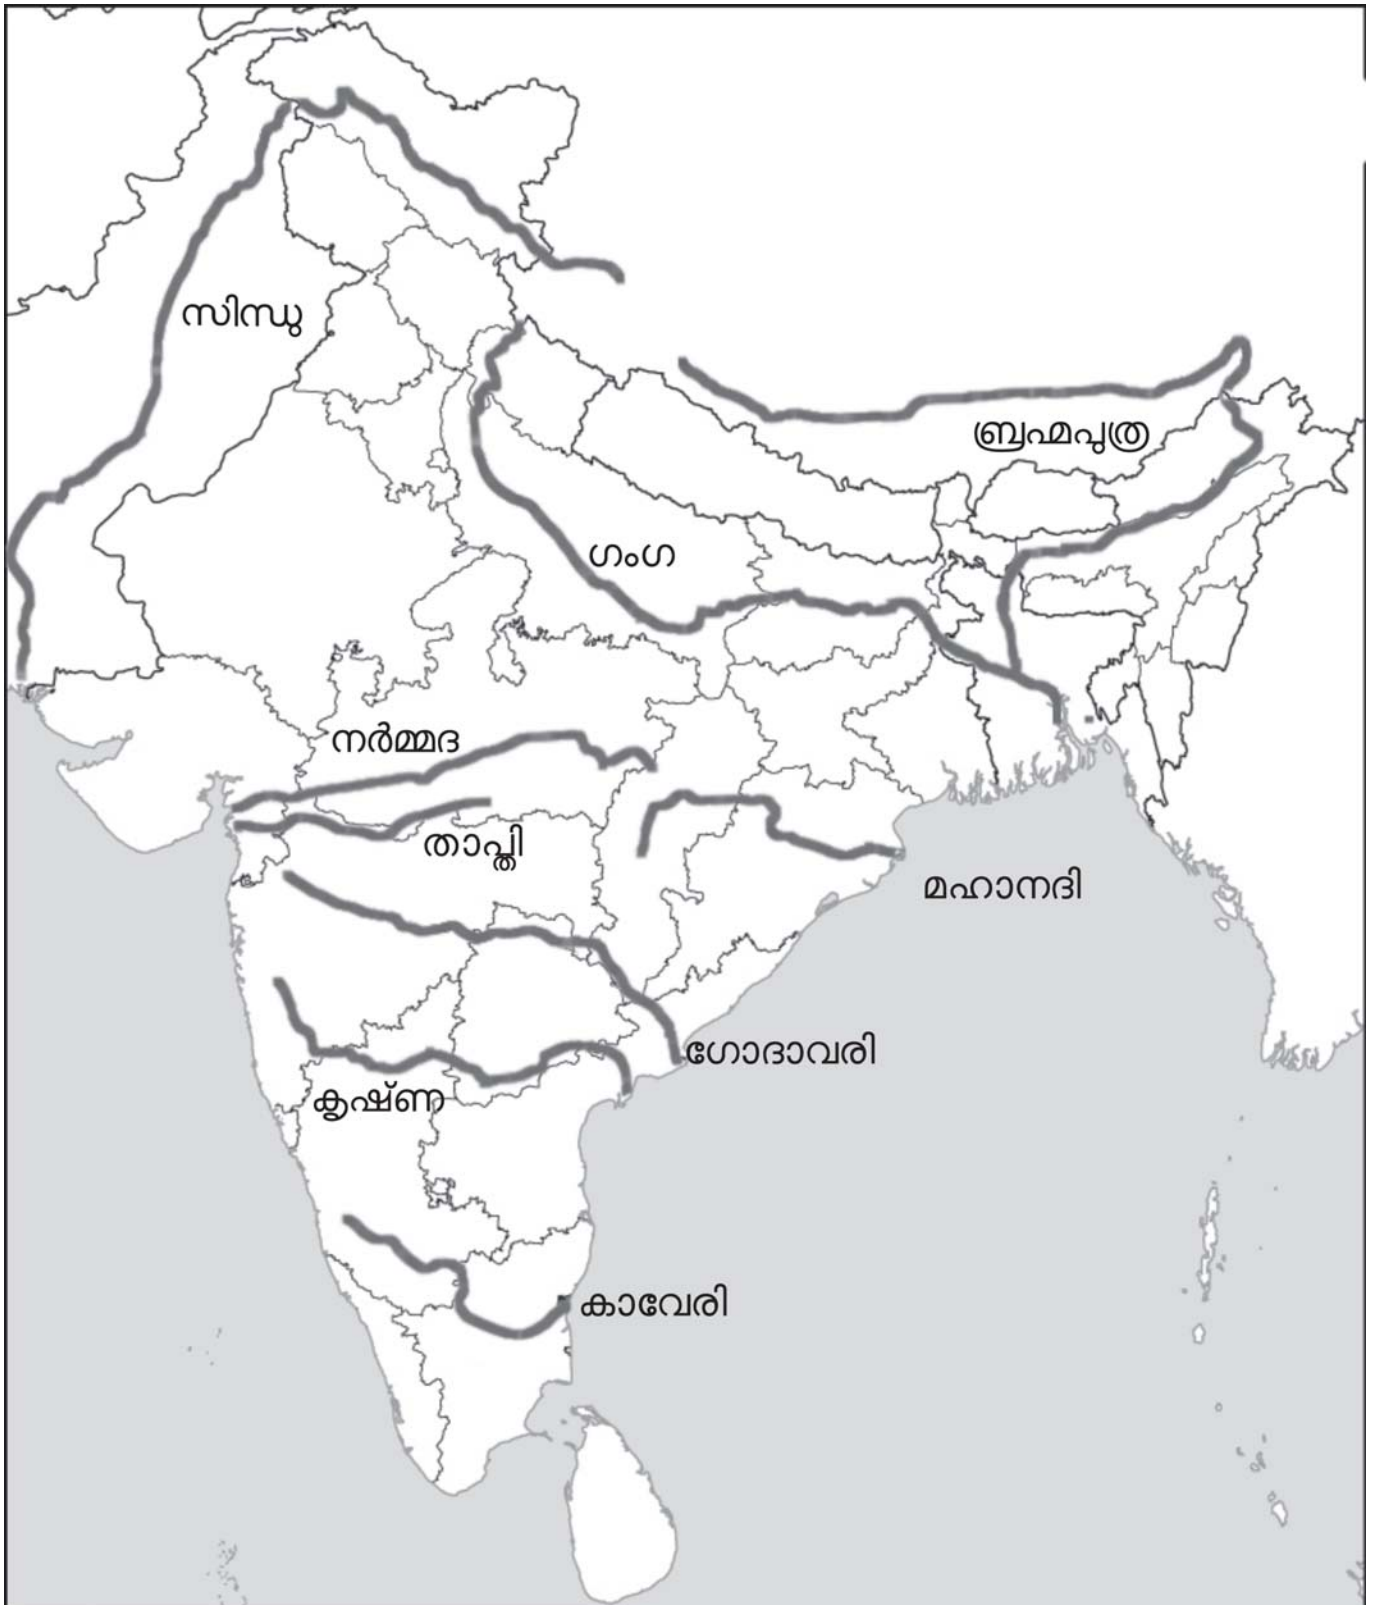 സിന്ധു
ബ്രഹ്മപുത്ര
ഗംഗ
നർമ്മദ
താപ്തി
മഹാനദി
ഗോദാവരി
കൃഷ്ണ
കാവേരി